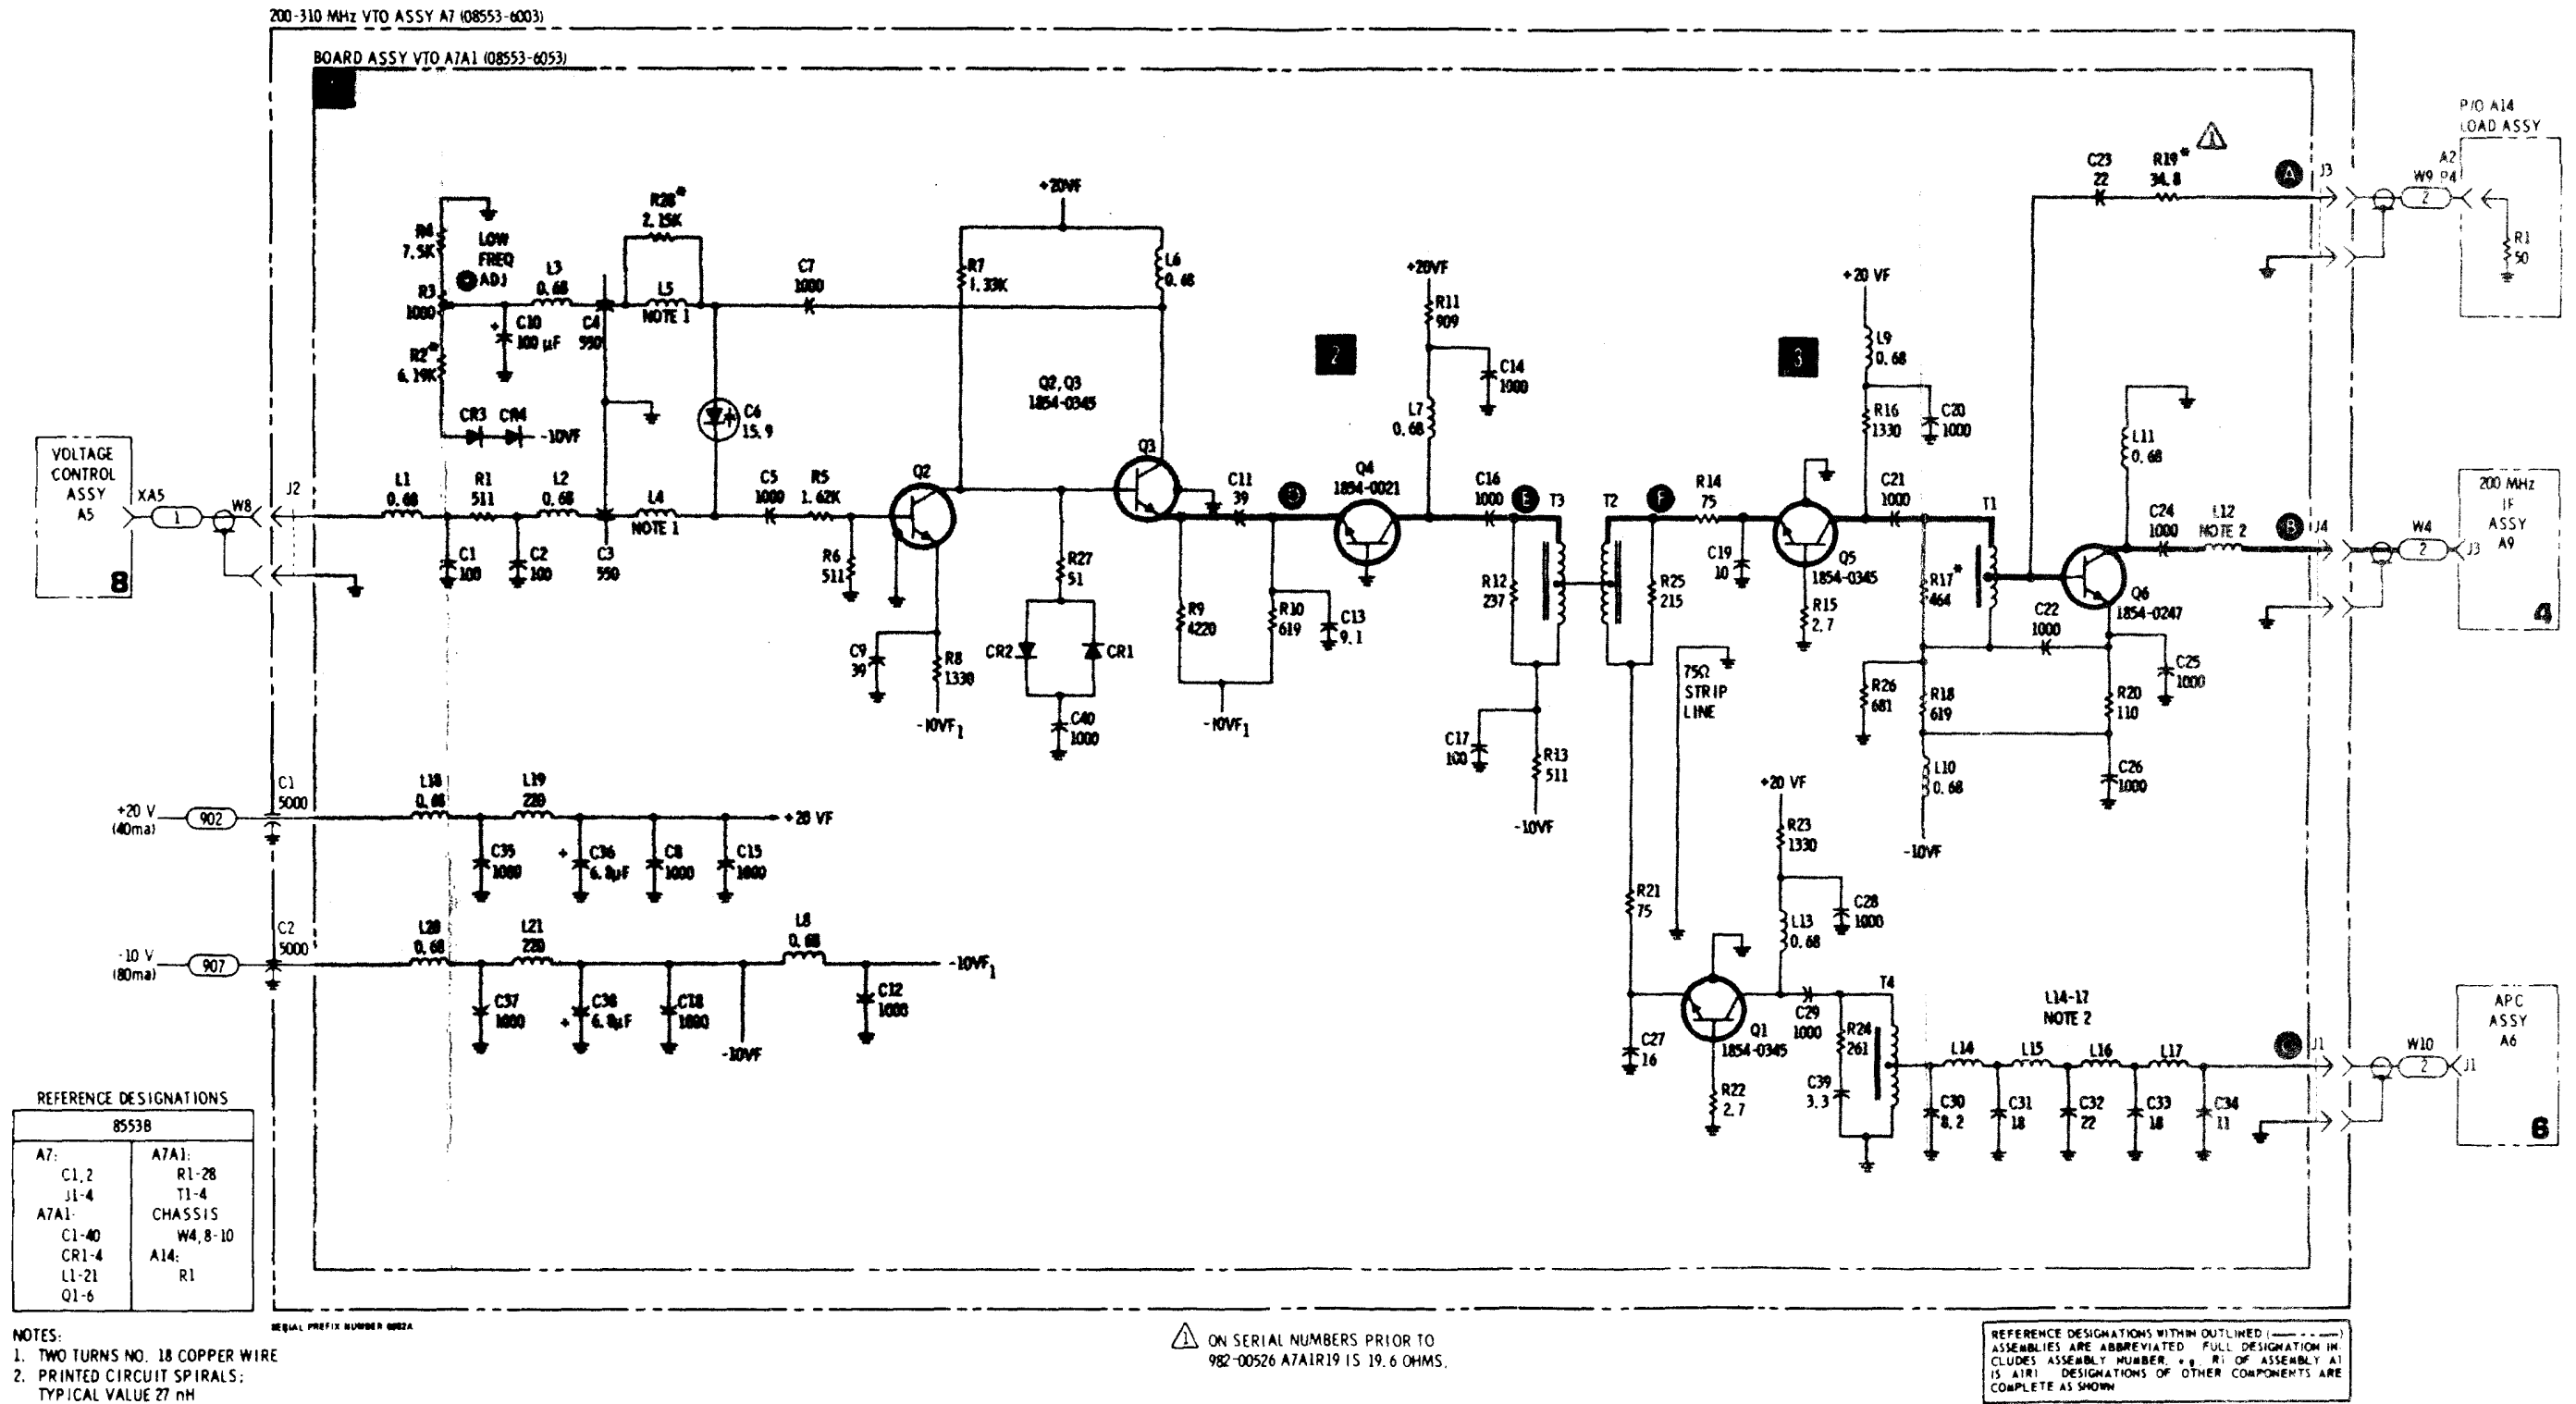 200-310 MHz VTO ASSY A7 (08553-6003)
BOARD ASSY VTO A7A1 (08553-6053)
P/O A14
LOAD ASSY
A2
W9 P4
2
R1
50
J3
A
C23
22
R19*
34.8
1
+20VF
R28*
2.15K
R4
7.5K
LOW
FREQ
ADJ
L3
0.68
C7
1000
R7
1.33K
L6
0.68
R3
1000
C10
100 µF
C4
550
L5
NOTE 1
R2*
6.19K
CR3
CR4
-10VF
C6
15.9
Q2, Q3
1854-0345
2
+20VF
R11
909
C14
1000
L7
0.68
3
+20 VF
L9
0.68
R16
1330
C20
1000
L11
0.68
VOLTAGE
CONTROL
ASSY
A5
8
XA5
1
W8
J2
L1
0.68
R1
511
L2
0.68
L4
NOTE 1
C5
1000
R5
1.62K
Q2
Q3
C11
39
D
Q4
1854-0021
C16
1000
E
T3
T2
F
R14
75
C21
1000
T1
C24
1000
L12
NOTE 2
B
J4
W4
2
J3
200 MHz
IF
ASSY
A9
4
C1
100
C2
100
C3
550
R6
511
R27
51
R12
237
R25
215
C19
10
Q5
1854-0345
R15
2.7
R17*
464
Q6
1854-0247
C22
1000
C9
39
R8
1330
-10VF1
CR2
CR1
C40
1000
R9
4220
R10
619
C13
9.1
-10VF1
75Ω
STRIP
LINE
R26
681
R18
619
C25
1000
R20
110
C17
100
R13
511
-10VF
L10
0.68
C26
1000
-10VF
+20 V
(40ma)
902
C1
5000
L18
0.68
L19
220
+20 VF
C35
1000
C36
6.8µF
C8
1000
C15
1000
+20 VF
R23
1330
R21
75
L13
0.68
C28
1000
-10 V
(80ma)
907
C2
5000
L20
0.68
L21
220
L8
0.68
-10VF1
C37
1000
C38
6.8µF
C18
1000
C12
1000
-10VF
C27
16
Q1
1854-0345
R22
2.7
C29
1000
T4
R24
261
C39
3.3
L14-17
NOTE 2
L14
L15
L16
L17
C
J1
W10
2
J1
APC
ASSY
A6
6
C30
8.2
C31
18
C32
22
C33
18
C34
11
REFERENCE DESIGNATIONS
8553B
A7:
C1,2
J1-4
A7A1:
C1-40
CR1-4
L1-21
Q1-6
A7A1:
R1-28
T1-4
CHASSIS
W4,8-10
A14:
R1
NOTES:
1. TWO TURNS NO. 18 COPPER WIRE
2. PRINTED CIRCUIT SPIRALS;
TYPICAL VALUE 27 nH
SERIAL PREFIX NUMBER
1 ON SERIAL NUMBERS PRIOR TO
982-00526 A7A1R19 IS 19.6 OHMS.
REFERENCE DESIGNATIONS WITHIN OUTLINED (— - - —)
ASSEMBLIES ARE ABBREVIATED FULL DESIGNATION IN-
CLUDES ASSEMBLY NUMBER, e.g. R1 OF ASSEMBLY A1
IS A1R1 DESIGNATIONS OF OTHER COMPONENTS ARE
COMPLETE AS SHOWN